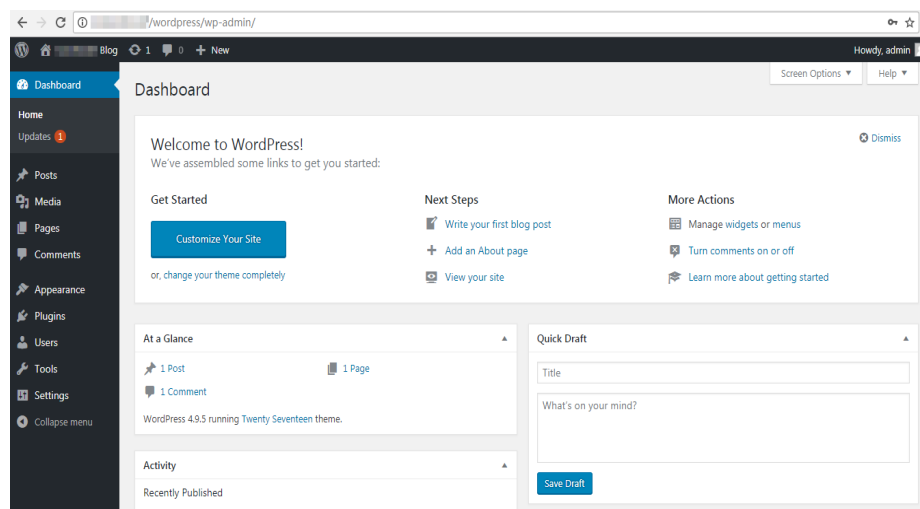 /wordpress/wp-admin/
Blog 1 0 + New Howdy, admin
Dashboard
Home
Updates 1
Posts
Media
Pages
Comments
Appearance
Plugins
Users
Tools
Settings
Collapse menu
Screen Options ▼ Help ▼
Dashboard
Welcome to WordPress!
We've assembled some links to get you started:
Dismiss
Get Started
Customize Your Site
or, change your theme completely
Next Steps
Write your first blog post
Add an About page
View your site
More Actions
Manage widgets or menus
Turn comments on or off
Learn more about getting started
At a Glance
1 Post 1 Page
1 Comment
WordPress 4.9.5 running Twenty Seventeen theme.
Activity
Recently Published
Quick Draft
Title
What's on your mind?
Save Draft